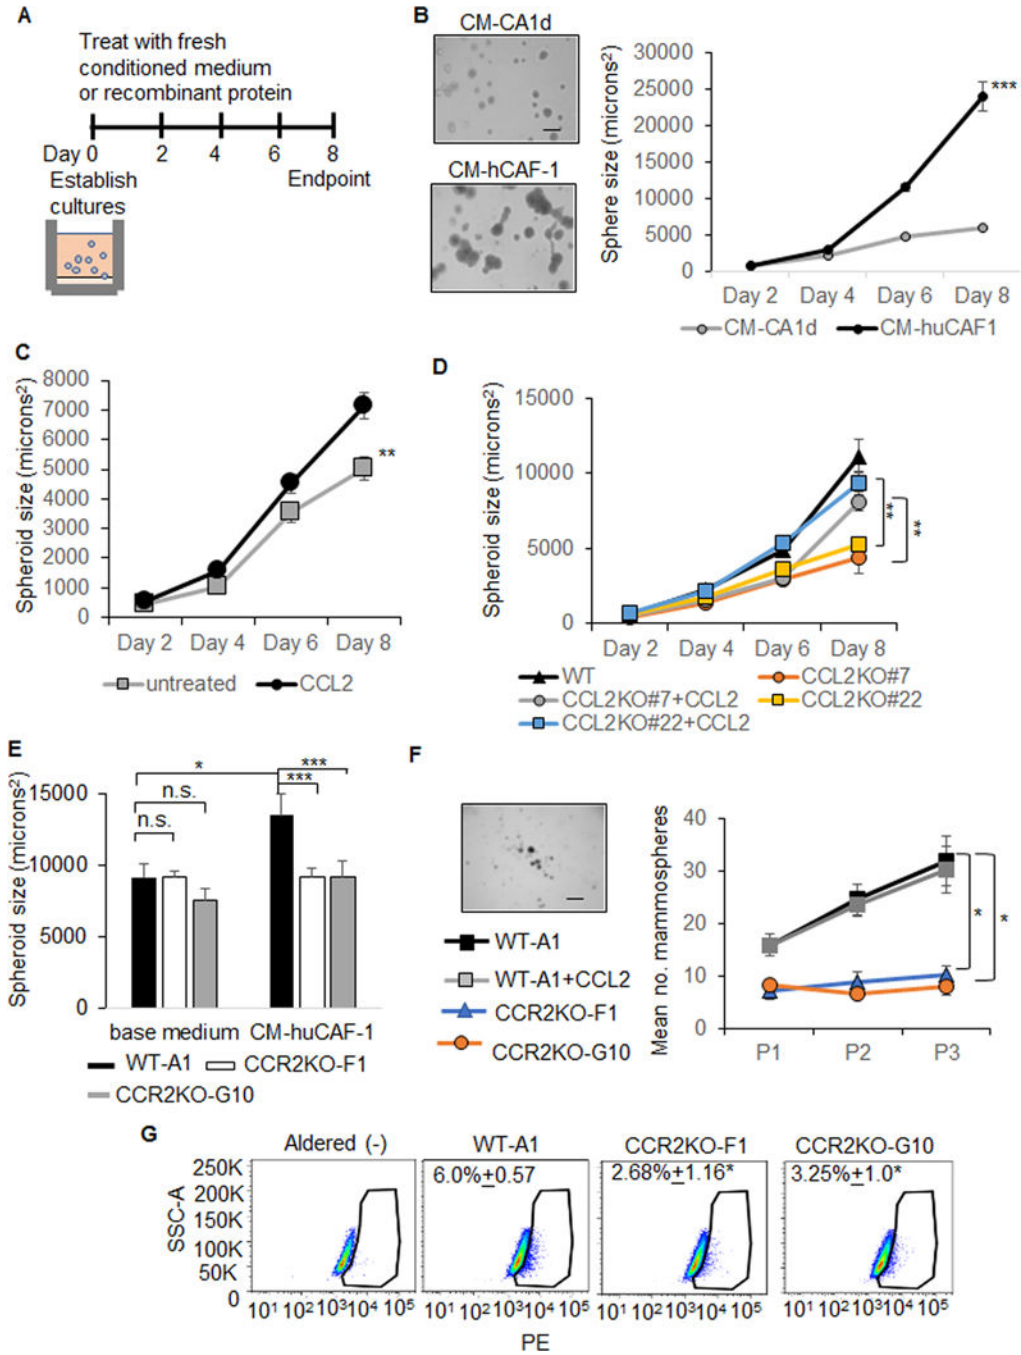 A
Treat with fresh
conditioned medium
or recombinant protein
Day 0 2 4 6 8
Establish
cultures
Endpoint
B
CM-CA1d
CM-hCAF-1
Sphere size (microns²)
30000
25000
20000
15000
10000
5000
0
***
Day 2 Day 4 Day 6 Day 8
CM-CA1d CM-huCAF1
C
Spheroid size (microns²)
8000
7000
6000
5000
4000
3000
2000
1000
0
**
Day 2 Day 4 Day 6 Day 8
untreated CCL2
D
Spheroid size (microns²)
15000
10000
5000
0
**
**
Day 2 Day 4 Day 6 Day 8
WT CCL2KO#7
CCL2KO#7+CCL2 CCL2KO#22
CCL2KO#22+CCL2
E
Spheroid size (microns²)
15000
10000
5000
0
* ***
n.s. ***
n.s.
base medium CM-huCAF-1
WT-A1 CCR2KO-F1
CCR2KO-G10
F
WT-A1
WT-A1+CCL2
CCR2KO-F1
CCR2KO-G10
Mean no. mammospheres
40
30
20
10
0
*
*
P1 P2 P3
G
Aldered (-) WT-A1 CCR2KO-F1 CCR2KO-G10
6.0%±0.57 2.68%±1.16* 3.25%±1.0*
SSC-A
250K
200K
150K
100K
50K
0
10¹ 10² 10³ 10⁴ 10⁵ 10¹ 10² 10³ 10⁴ 10⁵ 10¹ 10² 10³ 10⁴ 10⁵ 10¹ 10² 10³ 10⁴ 10⁵
PE